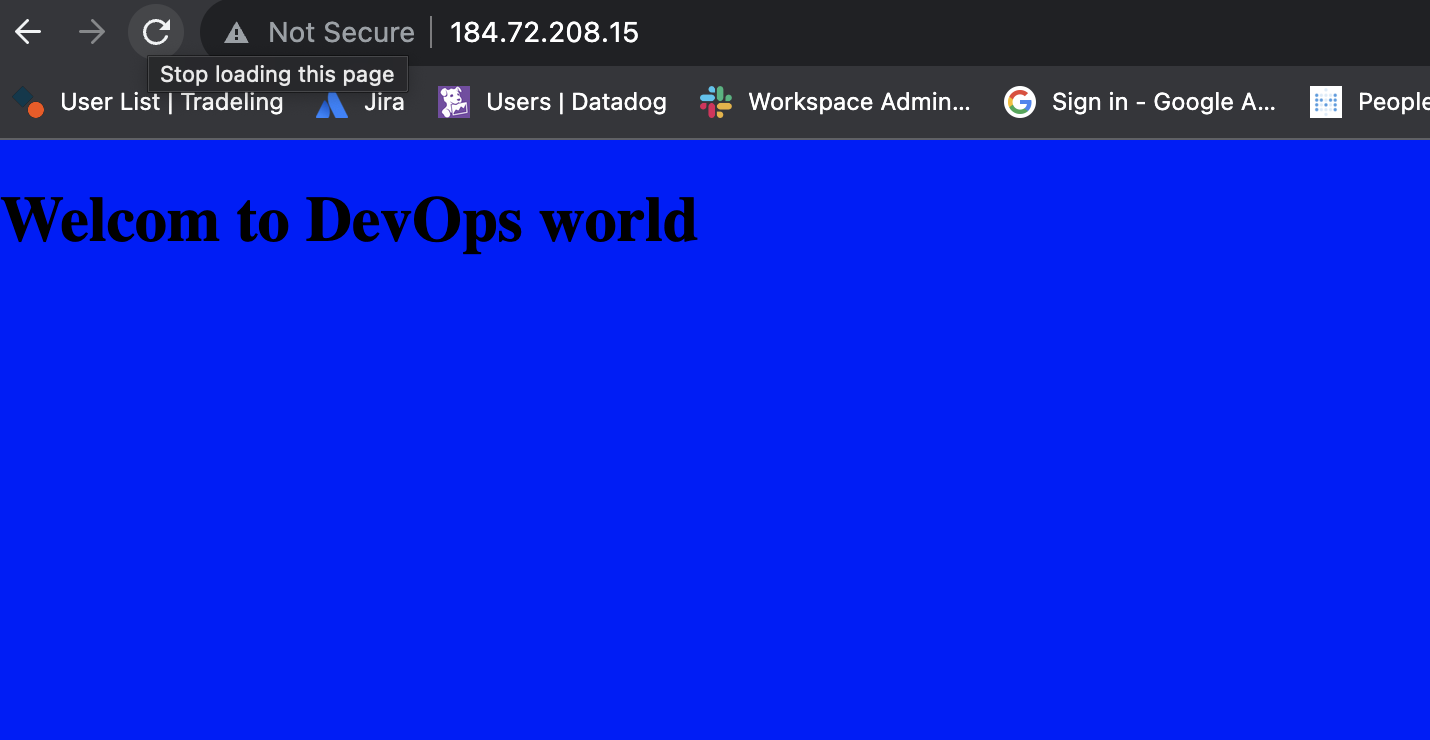 Not Secure | 184.72.208.15
Stop loading this page
User List | Tradeling Jira Users | Datadog Workspace Admin... Sign in - Google A... People
Welcom to DevOps world